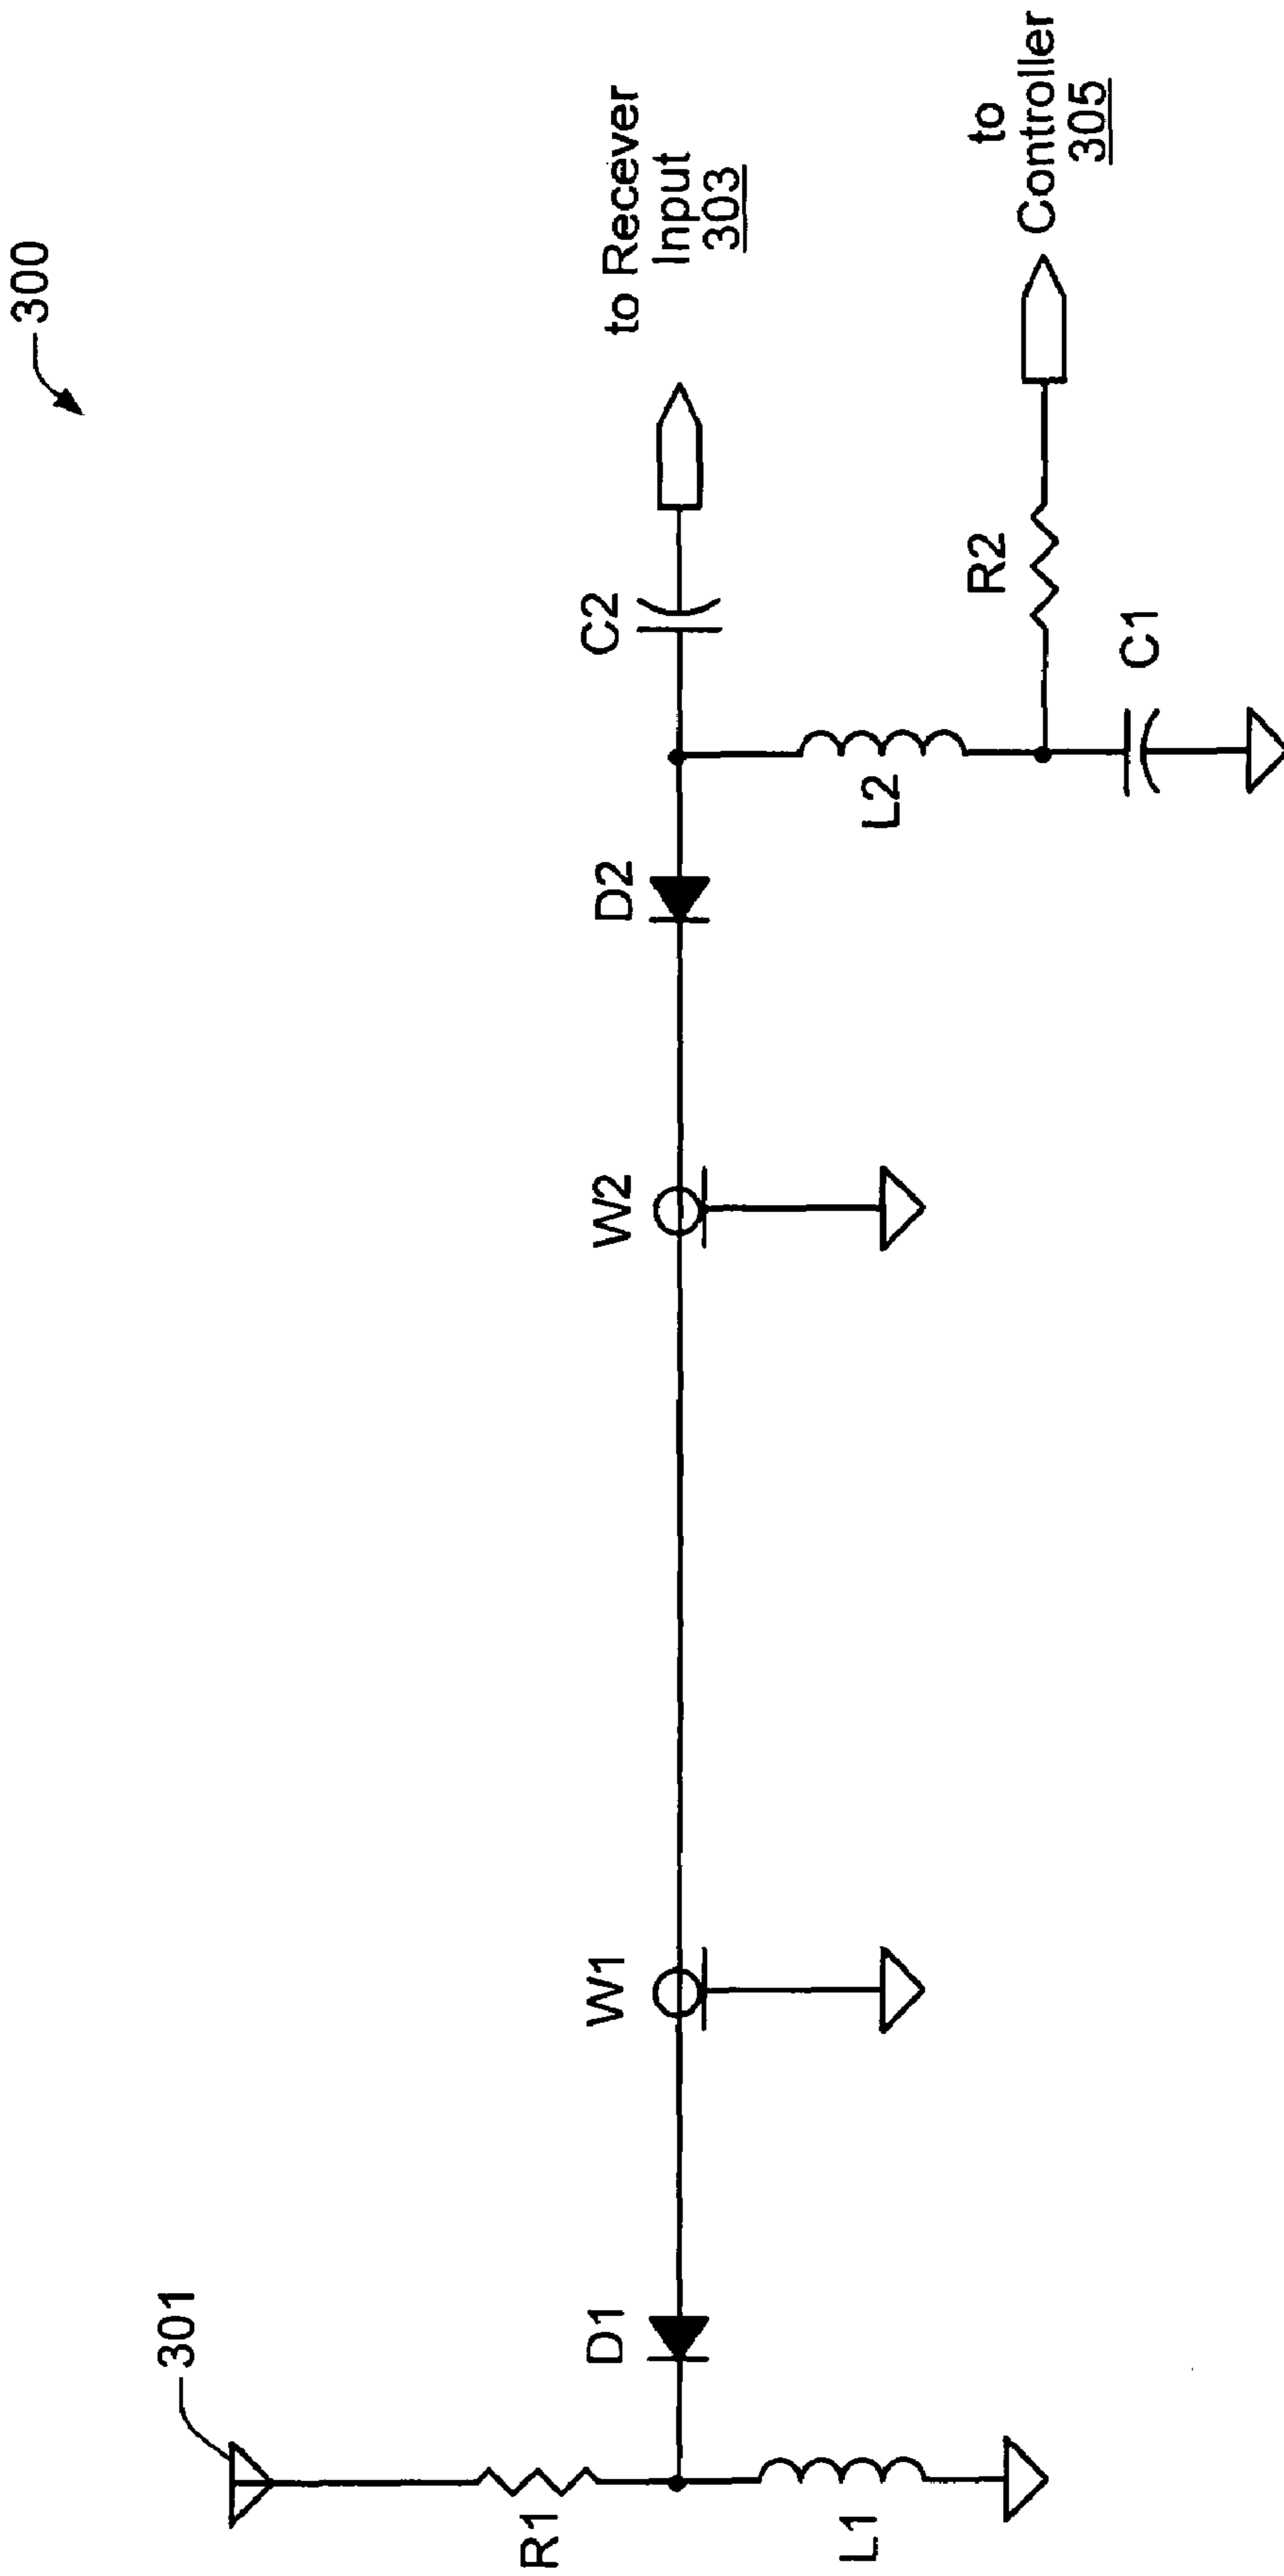 300
301
R1
L1
D1
W1
W2
D2
C2
L2
R2
C1
to Recever
Input
303
to
Controller
305